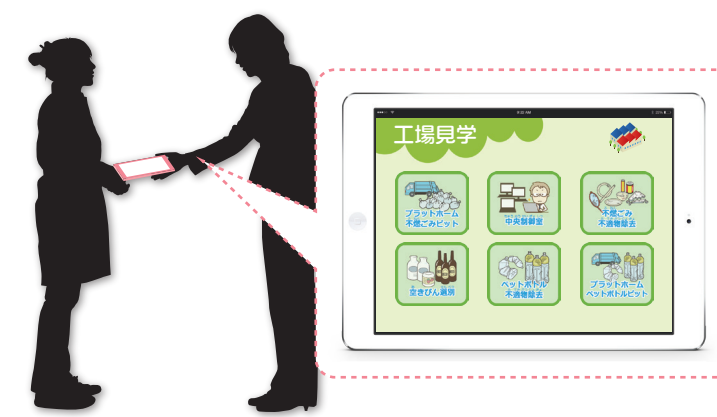 9:30 AM
工場見学
プラットホーム
不燃ごみピット
中央制御室
不燃ごみ
不適物除去
空きびん選別
ペットボトル
不適物除去
プラットホーム
ペットボトルピット